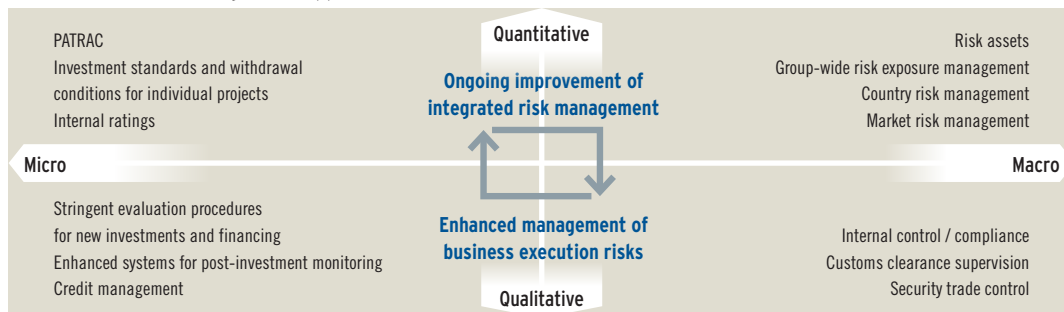 Quantitative
PATRAC
Investment standards and withdrawal
conditions for individual projects
Internal ratings
Ongoing improvement of
integrated risk management
Risk assets
Group-wide risk exposure management
Country risk management
Market risk management
Micro
Macro
Stringent evaluation procedures
for new investments and financing
Enhanced systems for post-investment monitoring
Credit management
Enhanced management of
business execution risks
Internal control / compliance
Customs clearance supervision
Security trade control
Qualitative